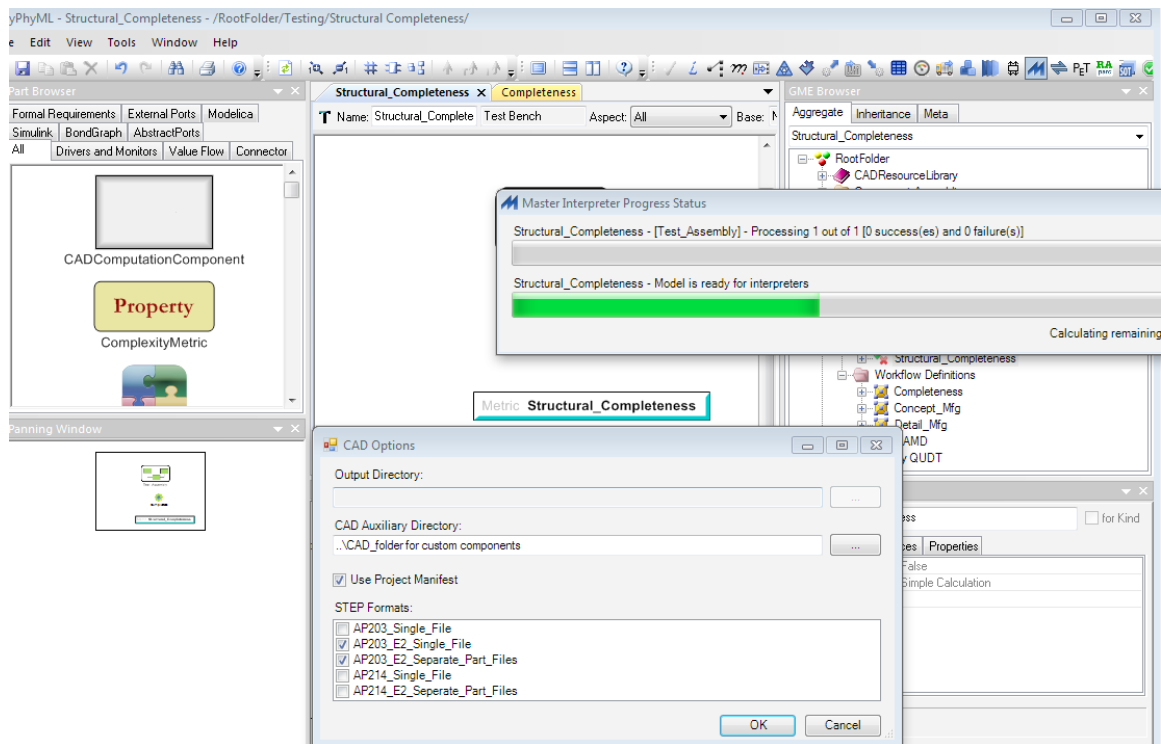 yPhyML - Structural_Completeness - /RootFolder/Testing/Structural Completeness/
e Edit View Tools Window Help
Part Browser
Formal Requirements External Ports Modelica
Simulink BondGraph AbstractPorts
All Drivers and Monitors Value Flow Connector
CADComputationComponent
Property
ComplexityMetric
Panning Window
Structural_Completeness Completeness
Name: Structural_Complete Test Bench Aspect: All Base: N
Metric Structural_Completeness
GME Browser
Aggregate Inheritance Meta
Structural_Completeness
RootFolder
CADResourceLibrary
Master Interpreter Progress Status
Structural_Completeness - [Test_Assembly] - Processing 1 out of 1 [0 success(es) and 0 failure(s)]
Structural_Completeness - Model is ready for interpreters
Calculating remaining
Structural_Completeness
Workflow Definitions
Completeness
Concept_Mfg
Detail_Mfg
AMD
y QUDT
CAD Options
Output Directory:
...
CAD Auxiliary Directory:
..\CAD_folder for custom components
...
Use Project Manifest
STEP Formats:
AP203_Single_File
AP203_E2_Single_File
AP203_E2_Separate_Part_Files
AP214_Single_File
AP214_E2_Seperate_Part_Files
OK Cancel
ess for Kind
ces Properties
False
Simple Calculation